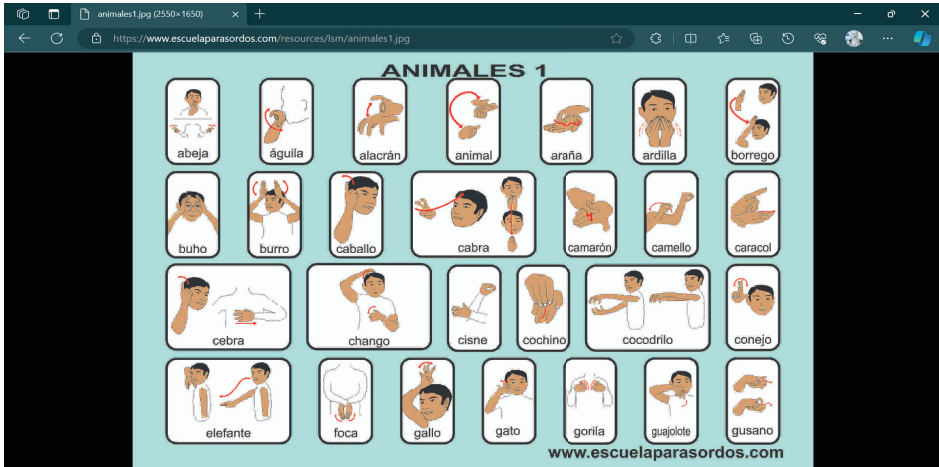 animales1.jpg (2550×1650)
https://www.escuelaparasordos.com/resources/lsm/animales1.jpg
ANIMALES 1
abeja
águila
alacrán
animal
araña
ardilla
borrego
buho
burro
caballo
cabra
camarón
camello
caracol
cebra
chango
cisne
cochino
cocodrilo
conejo
elefante
foca
gallo
gato
gorila
guajolote
gusano
www.escuelaparasordos.com